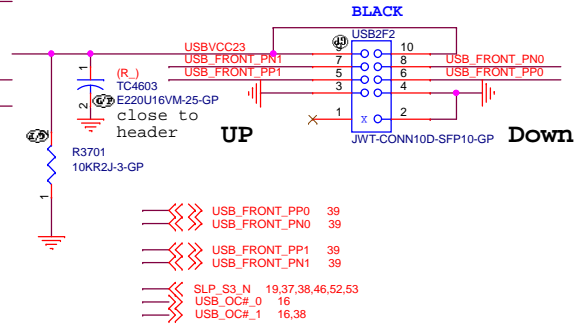 BLACK
USB2F2
USBVCC23
9 10
USB_FRONT_PN1 7 8 USB_FRONT_PN0
USB_FRONT_PP1 5 6 USB_FRONT_PP0
3 4
1 X 2
JWT-CONN10D-SFP10-GP
UP
Down
1
(R_)
TC4603
2 E220U16VM-25-GP
close to
header
R3701
10KR2J-3-GP
1
USB_FRONT_PP0 39
USB_FRONT_PN0 39
USB_FRONT_PP1 39
USB_FRONT_PN1 39
SLP_S3_N 19,37,38,46,52,53
USB_OC#_0 16
USB_OC#_1 16,38